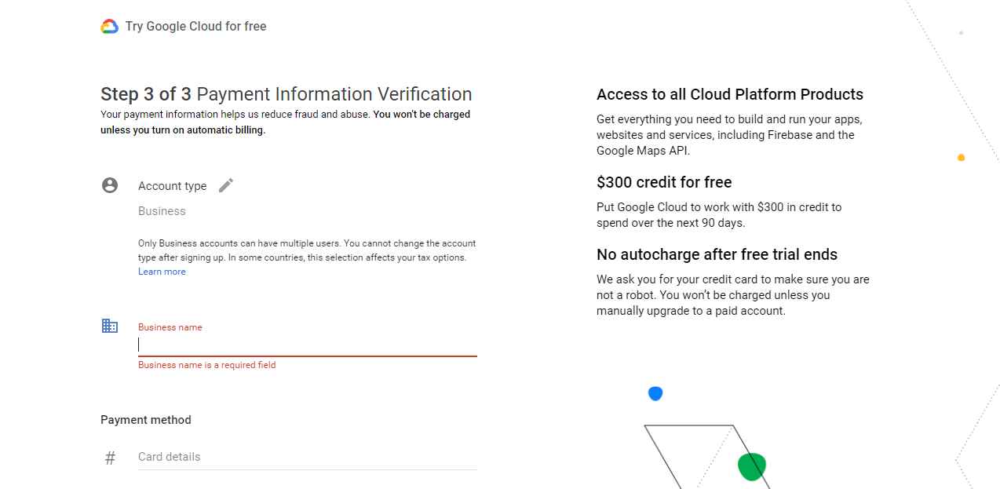 Try Google Cloud for free
Step 3 of 3 Payment Information Verification
Your payment information helps us reduce fraud and abuse. You won't be charged
unless you turn on automatic billing.
Account type
Business
Only Business accounts can have multiple users. You cannot change the account
type after signing up. In some countries, this selection affects your tax options.
Learn more
Business name
Business name is a required field
Payment method
# Card details
Access to all Cloud Platform Products
Get everything you need to build and run your apps,
websites and services, including Firebase and the
Google Maps API.
$300 credit for free
Put Google Cloud to work with $300 in credit to
spend over the next 90 days.
No autocharge after free trial ends
We ask you for your credit card to make sure you are
not a robot. You won’t be charged unless you
manually upgrade to a paid account.